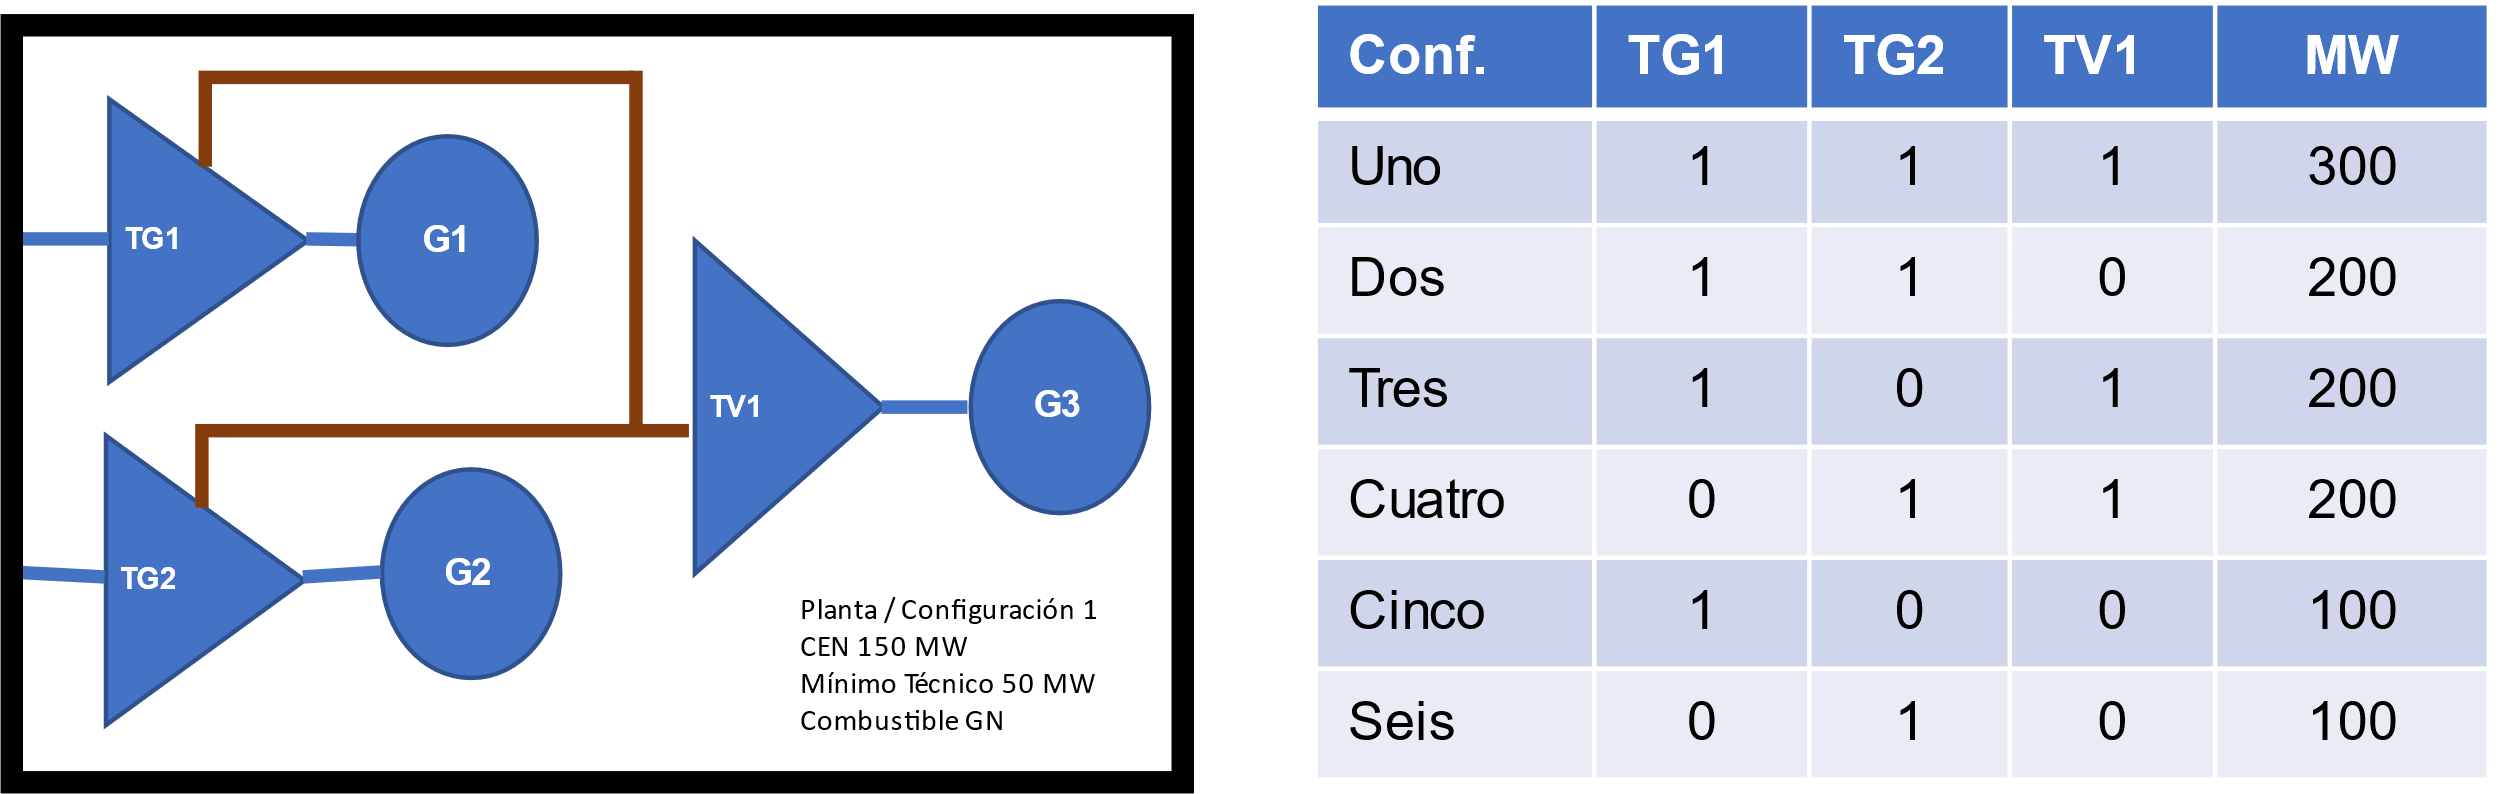 TG1
G1
TV1
G3
TG2
G2
Planta / Configuración 1
CEN 150 MW
Mínimo Técnico 50 MW
Combustible GN
Conf. TG1 TG2 TV1 MW
Uno 1 1 1 300
Dos 1 1 0 200
Tres 1 0 1 200
Cuatro 0 1 1 200
Cinco 1 0 0 100
Seis 0 1 0 100